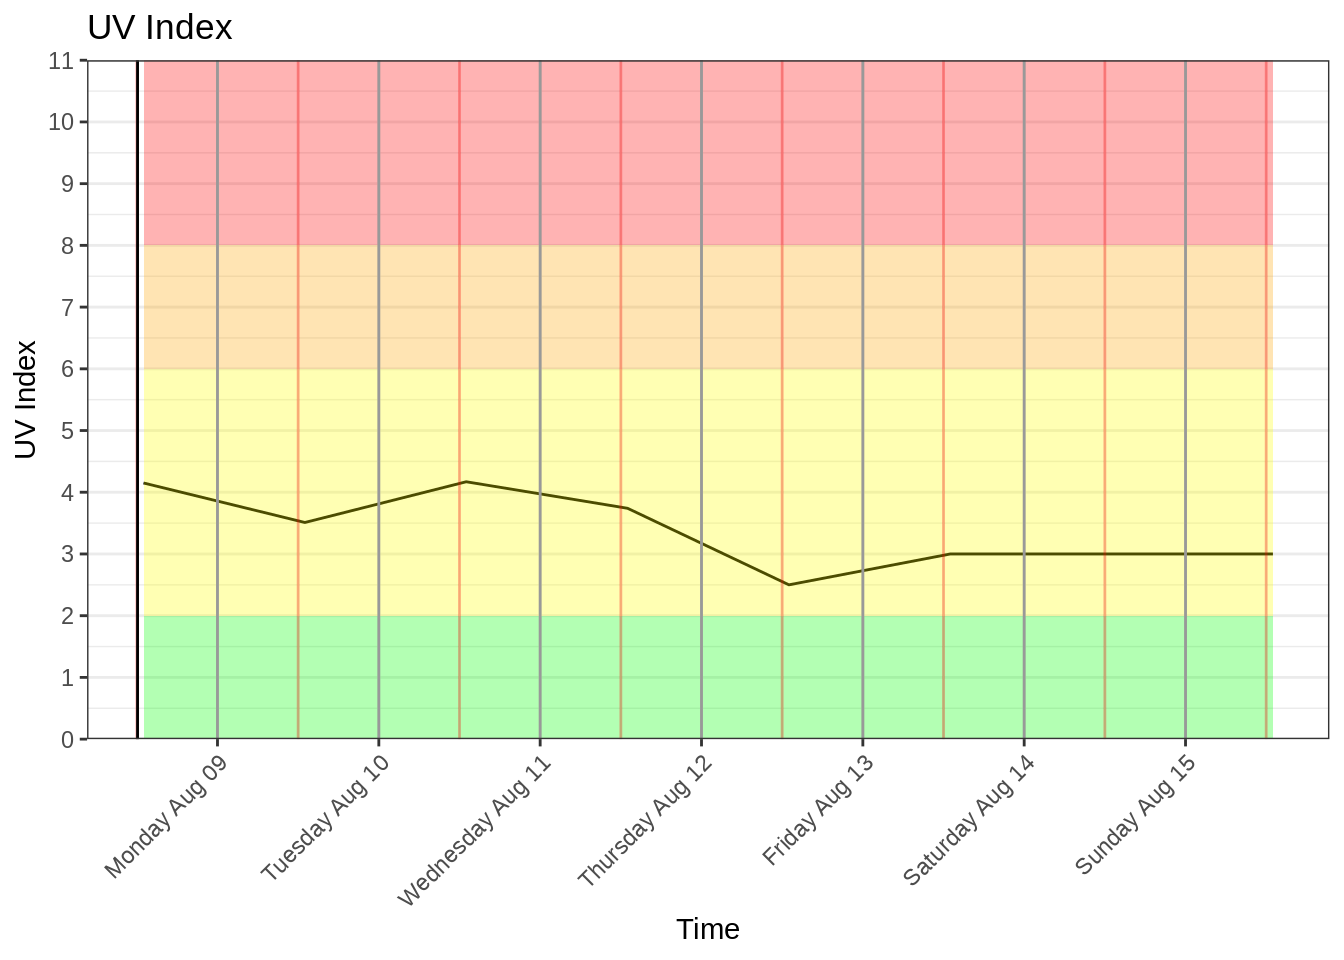 UV Index
11
10
9
8
7
6
5
4
3
2
1
0
UV Index
Monday Aug 09
Tuesday Aug 10
Wednesday Aug 11
Thursday Aug 12
Friday Aug 13
Saturday Aug 14
Sunday Aug 15
Time